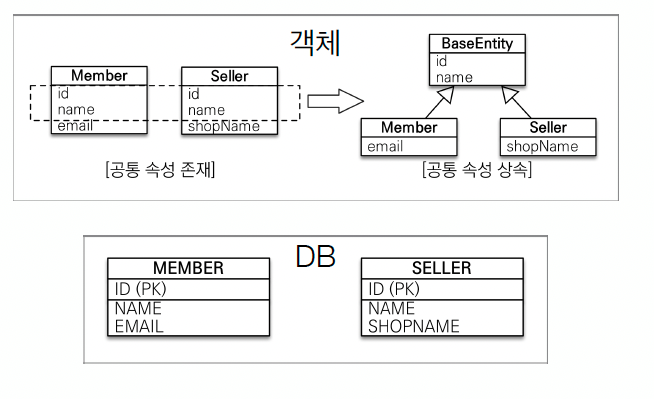 객체
Member
id
name
email
Seller
id
name
shopName
[공통 속성 존재]
BaseEntity
id
name
Member
email
Seller
shopName
[공통 속성 상속]
DB
MEMBER
ID (PK)
NAME
EMAIL
SELLER
ID (PK)
NAME
SHOPNAME